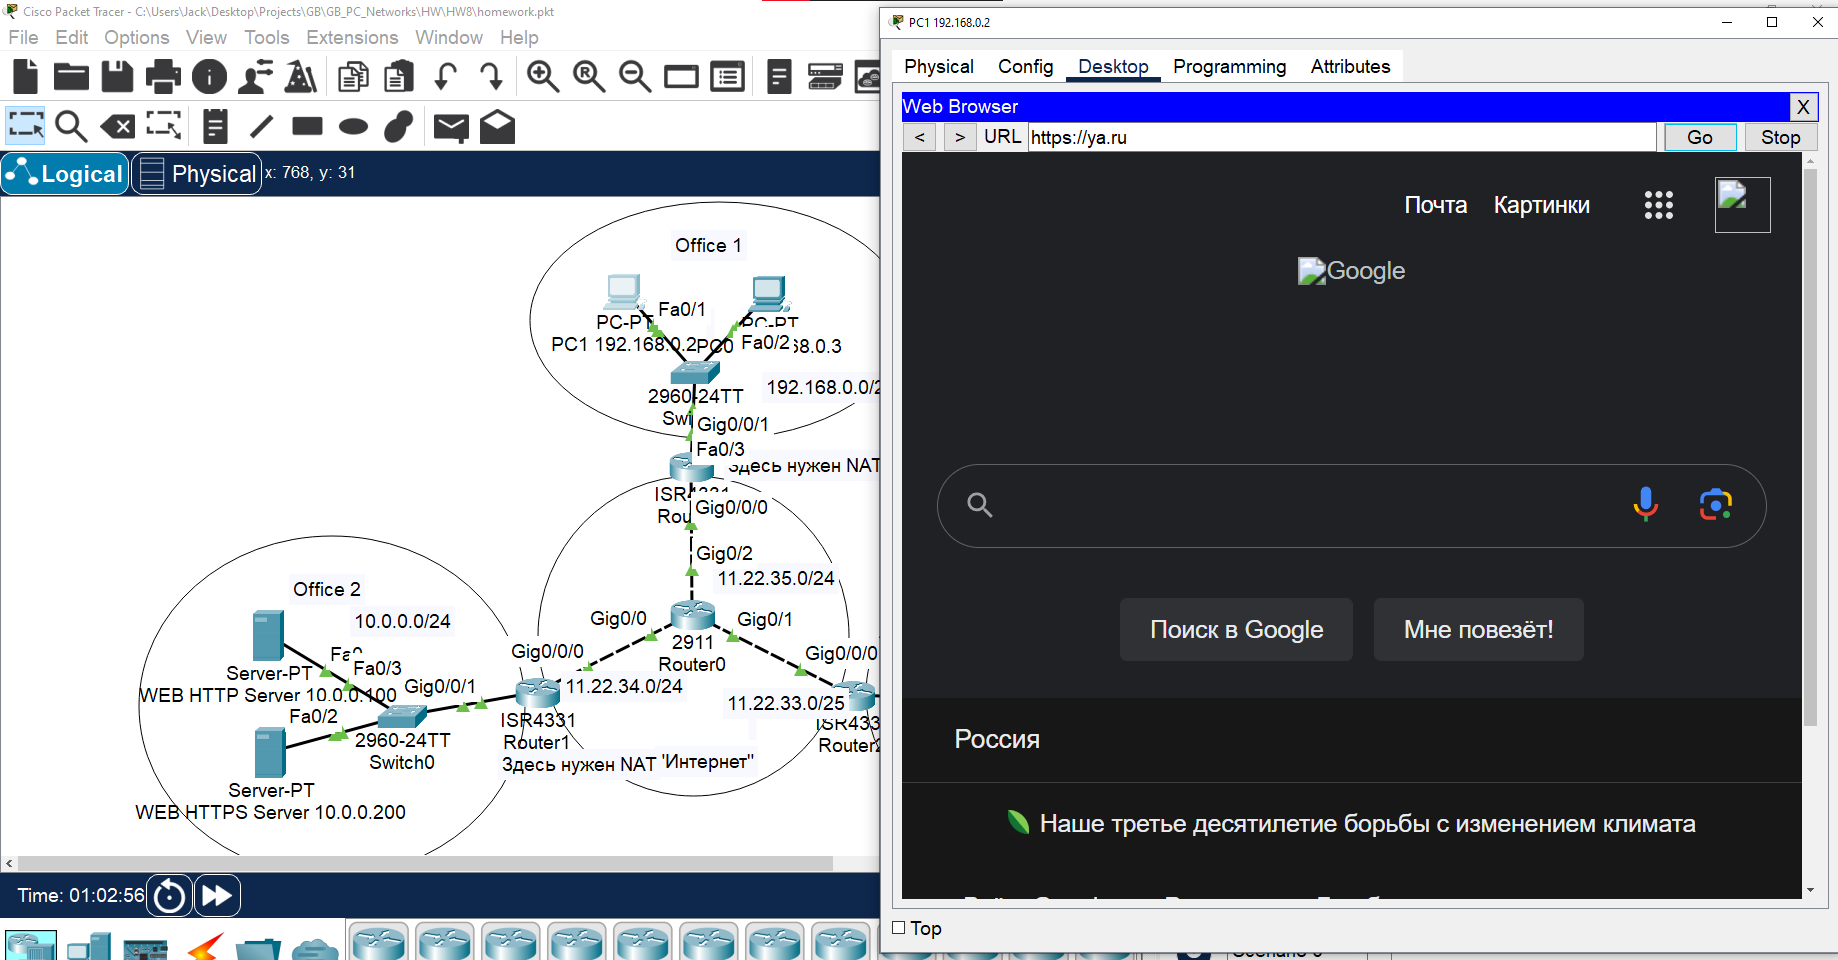 Cisco Packet Tracer - C:\Users\Jack\Desktop\Projects\GB\GB_PC_Networks\HW\HW8\homework.pkt
File Edit Options View Tools Extensions Window Help
Logical
Physical
x: 768, y: 31
Office 1
Fa0/1
PC-PT
PC-PT
PC1 192.168.0.2
PC0
Fa0/2
68.0.3
2960-24TT
192.168.0.0/2
Gig0/0/1
Fa0/3
Здесь нужен NAT
Gig0/0/0
Gig0/2
11.22.35.0/24
Gig0/0
Gig0/1
2911
Router0
Gig0/0/0
Gig0/0/0
11.22.34.0/24
11.22.33.0/25
ISR4331
Router1
Здесь нужен NAT
"Интернет"
Office 2
10.0.0.0/24
Fa0/3
Server-PT
WEB HTTP Server 10.0.0.100
Gig0/0/1
Fa0/2
2960-24TT
Switch0
Server-PT
WEB HTTPS Server 10.0.0.200
Time: 01:02:56
PC1 192.168.0.2
Physical Config Desktop Programming Attributes
Web Browser
X
< > URL https://ya.ru Go Stop
Почта Картинки
Google
Поиск в Google
Мне повезёт!
Россия
Наше третье десятилетие борьбы с изменением климата
Top